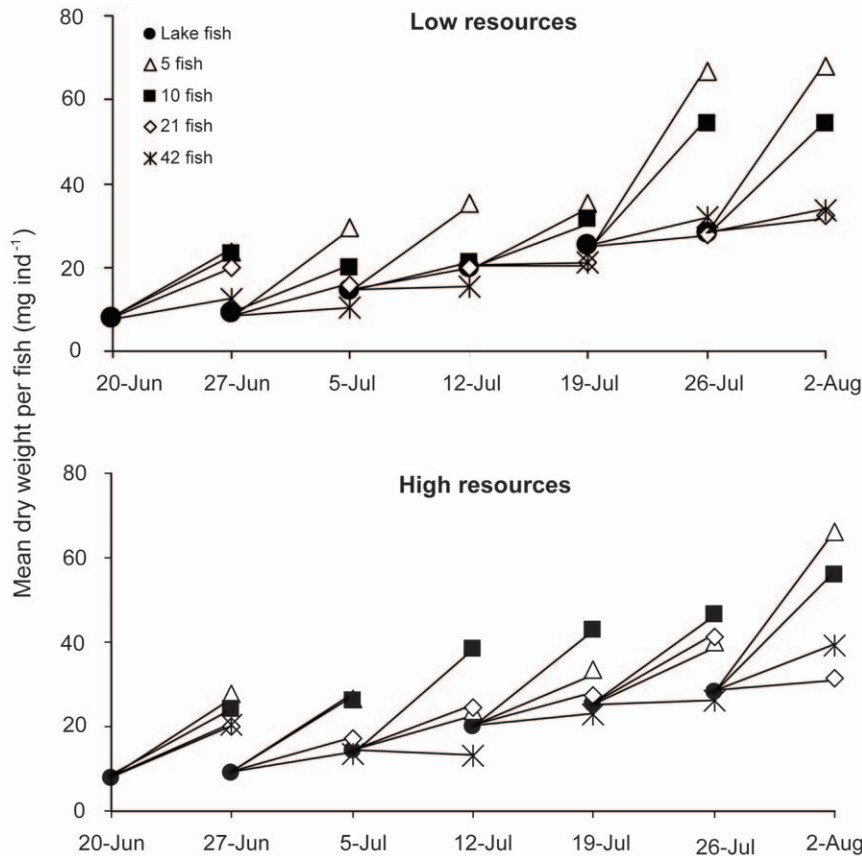 Low resources
80
Lake fish
5 fish
10 fish
21 fish
42 fish
60
40
20
0
20-Jun 27-Jun 5-Jul 12-Jul 19-Jul 26-Jul 2-Aug
Mean dry weight per fish (mg ind⁻¹)
High resources
80
60
40
20
0
20-Jun 27-Jun 5-Jul 12-Jul 19-Jul 26-Jul 2-Aug